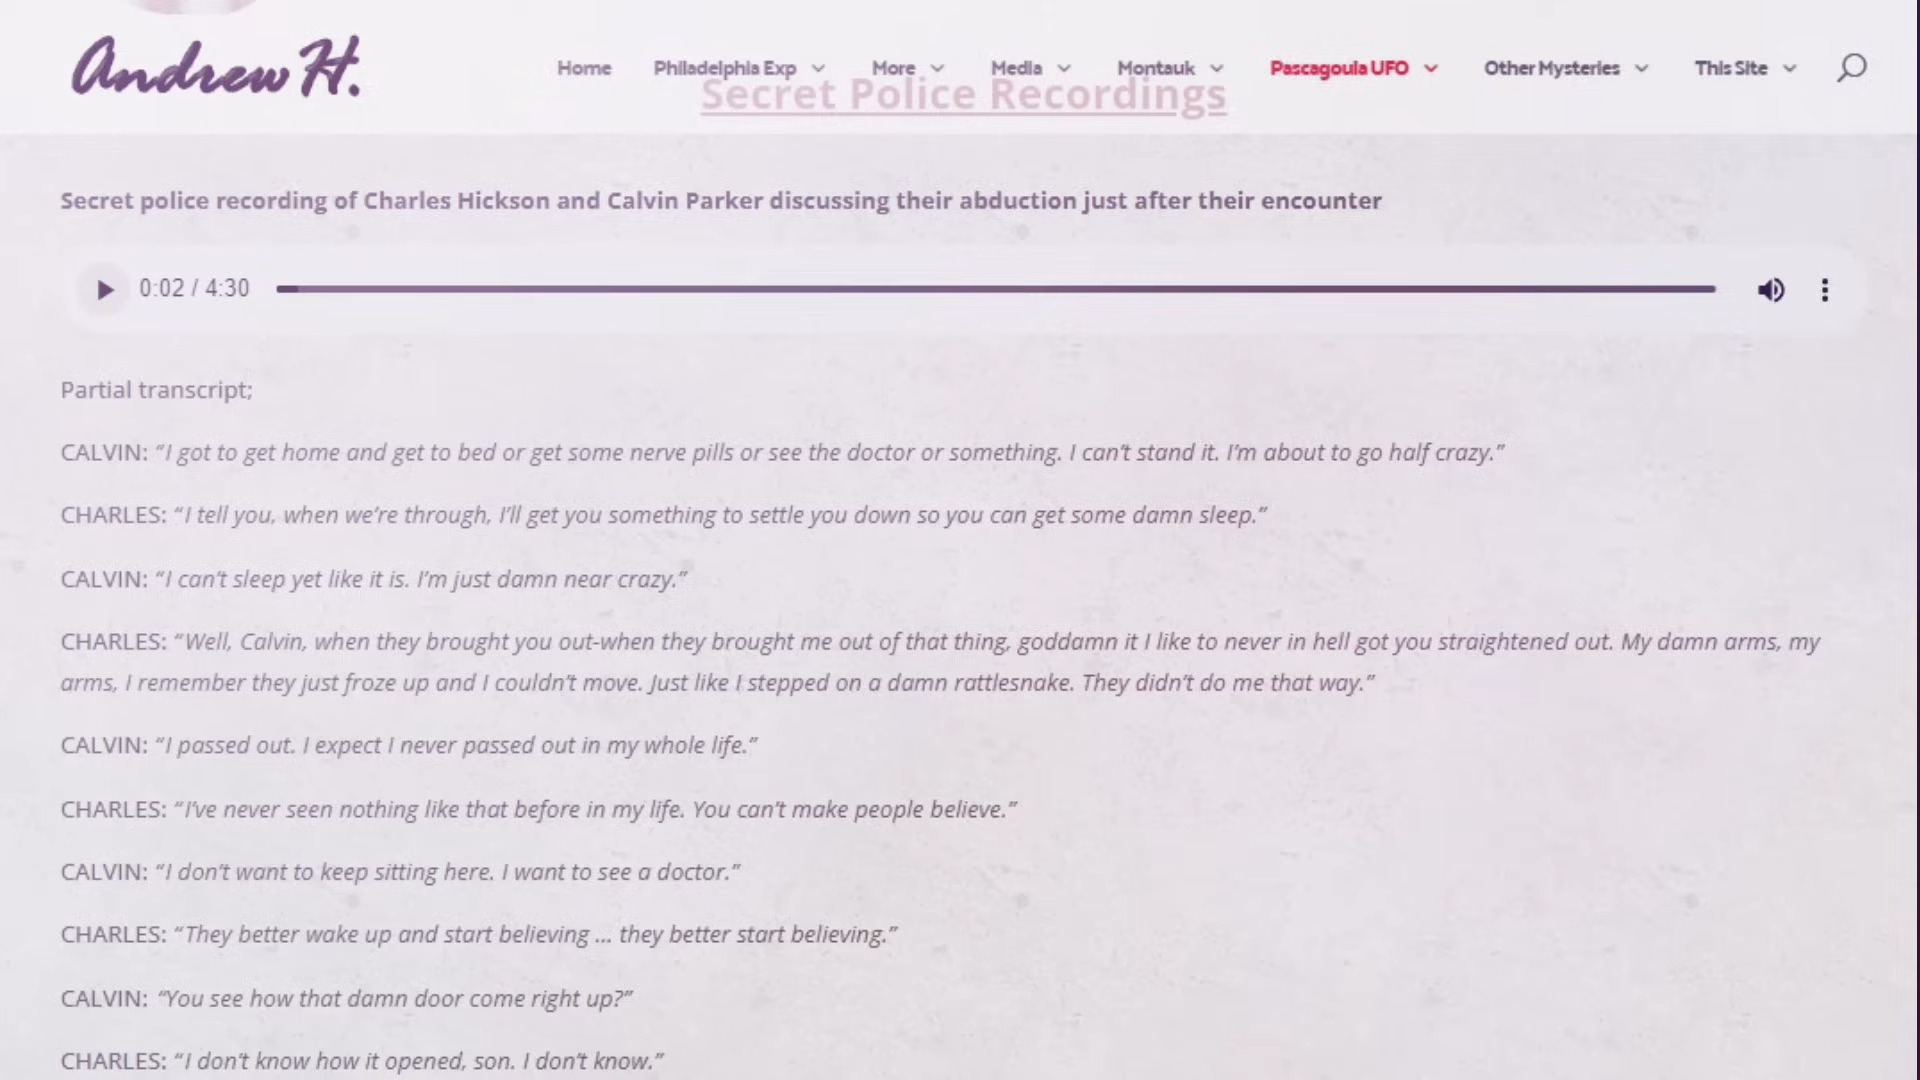 Andrew H.
Home Philadelphia Exp More Media Montauk Pascagoula UFO Other Mysteries This Site
Secret Police Recordings
Secret police recording of Charles Hickson and Calvin Parker discussing their abduction just after their encounter
0:02 / 4:30
Partial transcript;
CALVIN: “I got to get home and get to bed or get some nerve pills or see the doctor or something. I can’t stand it. I’m about to go half crazy.”
CHARLES: “I tell you, when we’re through, I’ll get you something to settle you down so you can get some damn sleep.”
CALVIN: “I can’t sleep yet like it is. I’m just damn near crazy.”
CHARLES: “Well, Calvin, when they brought you out-when they brought me out of that thing, goddamn it I like to never in hell got you straightened out. My damn arms, my
arms, I remember they just froze up and I couldn’t move. Just like I stepped on a damn rattlesnake. They didn’t do me that way.”
CALVIN: “I passed out. I expect I never passed out in my whole life.”
CHARLES: “I’ve never seen nothing like that before in my life. You can’t make people believe.”
CALVIN: “I don’t want to keep sitting here. I want to see a doctor.”
CHARLES: “They better wake up and start believing ... they better start believing.”
CALVIN: “You see how that damn door come right up?”
CHARLES: “I don’t know how it opened, son. I don’t know.”